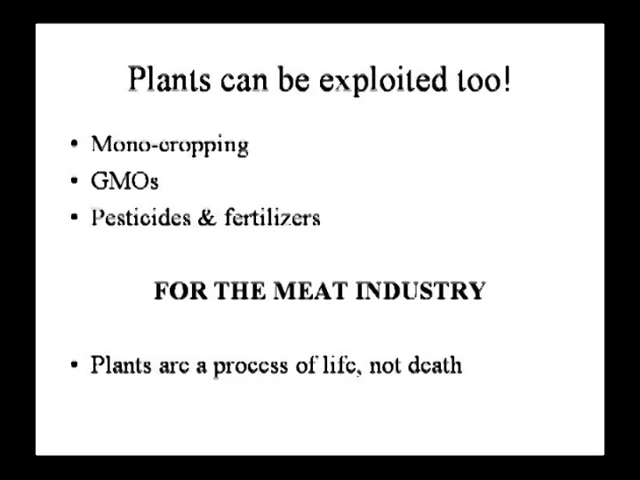 Plants can be exploited too!
• Mono-cropping
• GMOs
• Pesticides & fertilizers
FOR THE MEAT INDUSTRY
• Plants are a process of life, not death